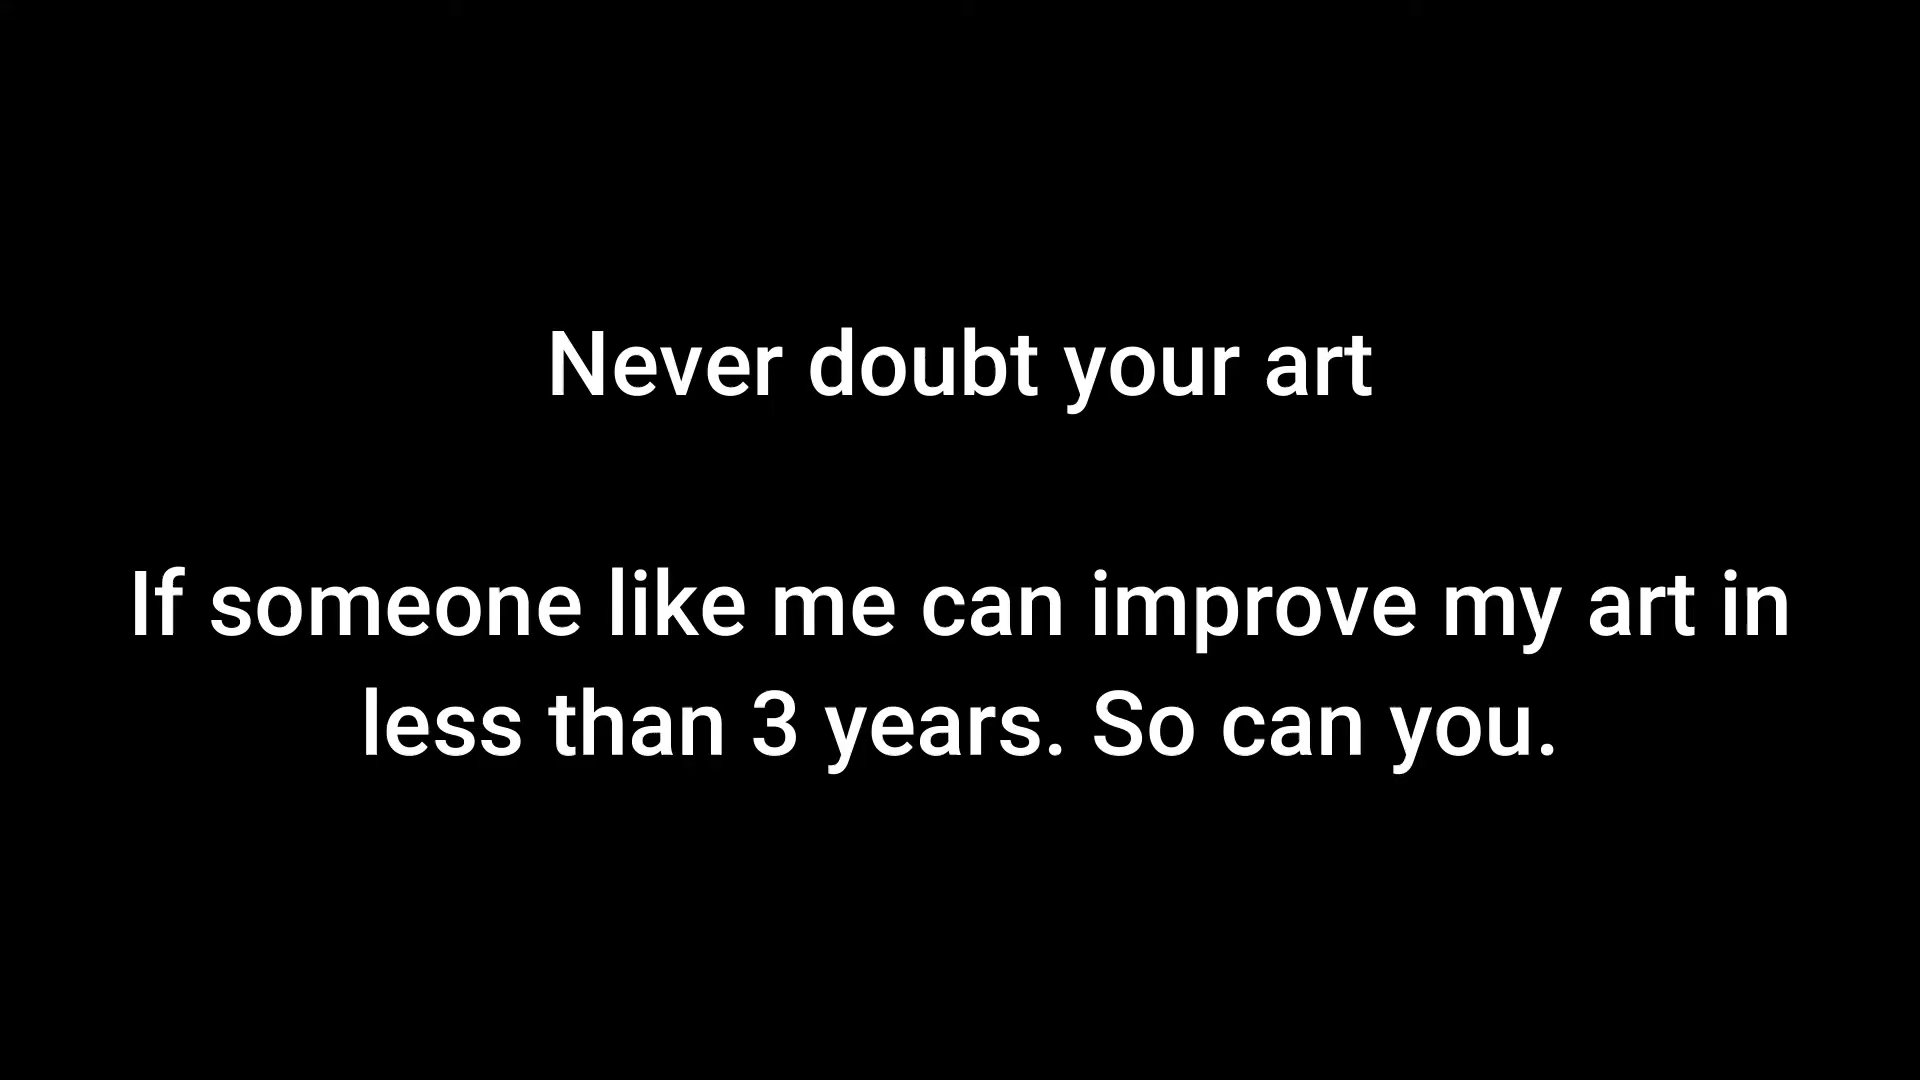 Never doubt your art
If someone like me can improve my art in
less than 3 years. So can you.